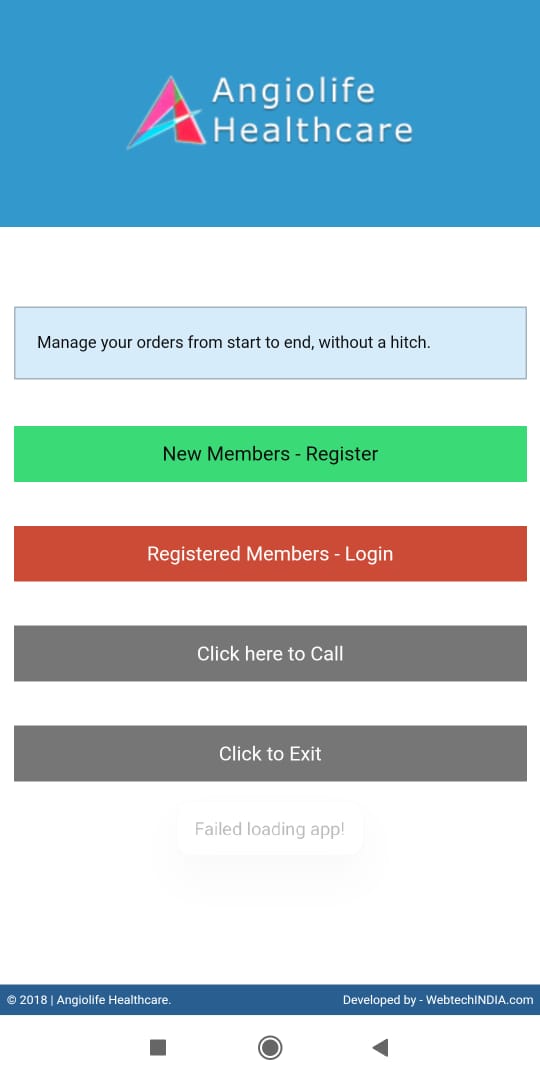 Angiolife
Healthcare
Manage your orders from start to end, without a hitch.
New Members - Register
Registered Members - Login
Click here to Call
Click to Exit
Failed loading app!
© 2018 | Angiolife Healthcare.
Developed by - WebtechINDIA.com